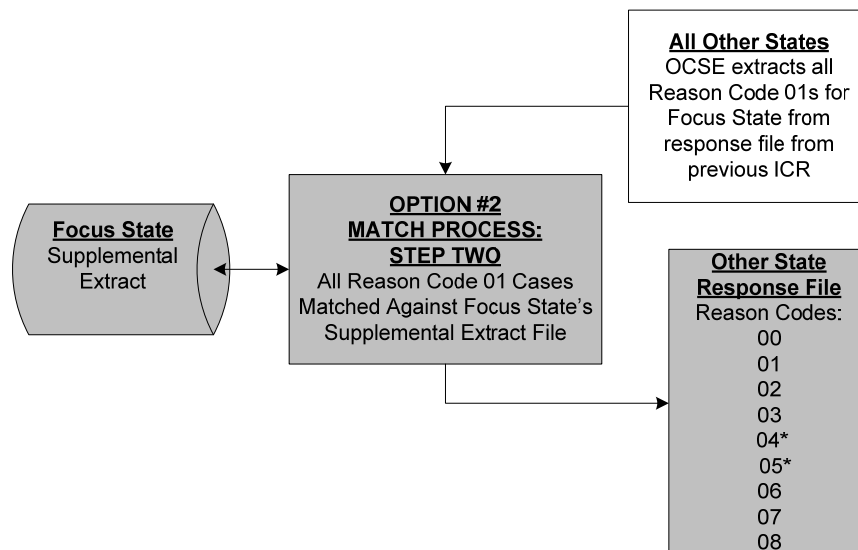 All Other States
OCSE extracts all
Reason Code 01s for
Focus State from
response file from
previous ICR
OPTION #2
MATCH PROCESS:
STEP TWO
All Reason Code 01 Cases
Matched Against Focus State's
Supplemental Extract File
Focus State
Supplemental
Extract
Other State
Response File
Reason Codes:
00
01
02
03
04*
05*
06
07
08